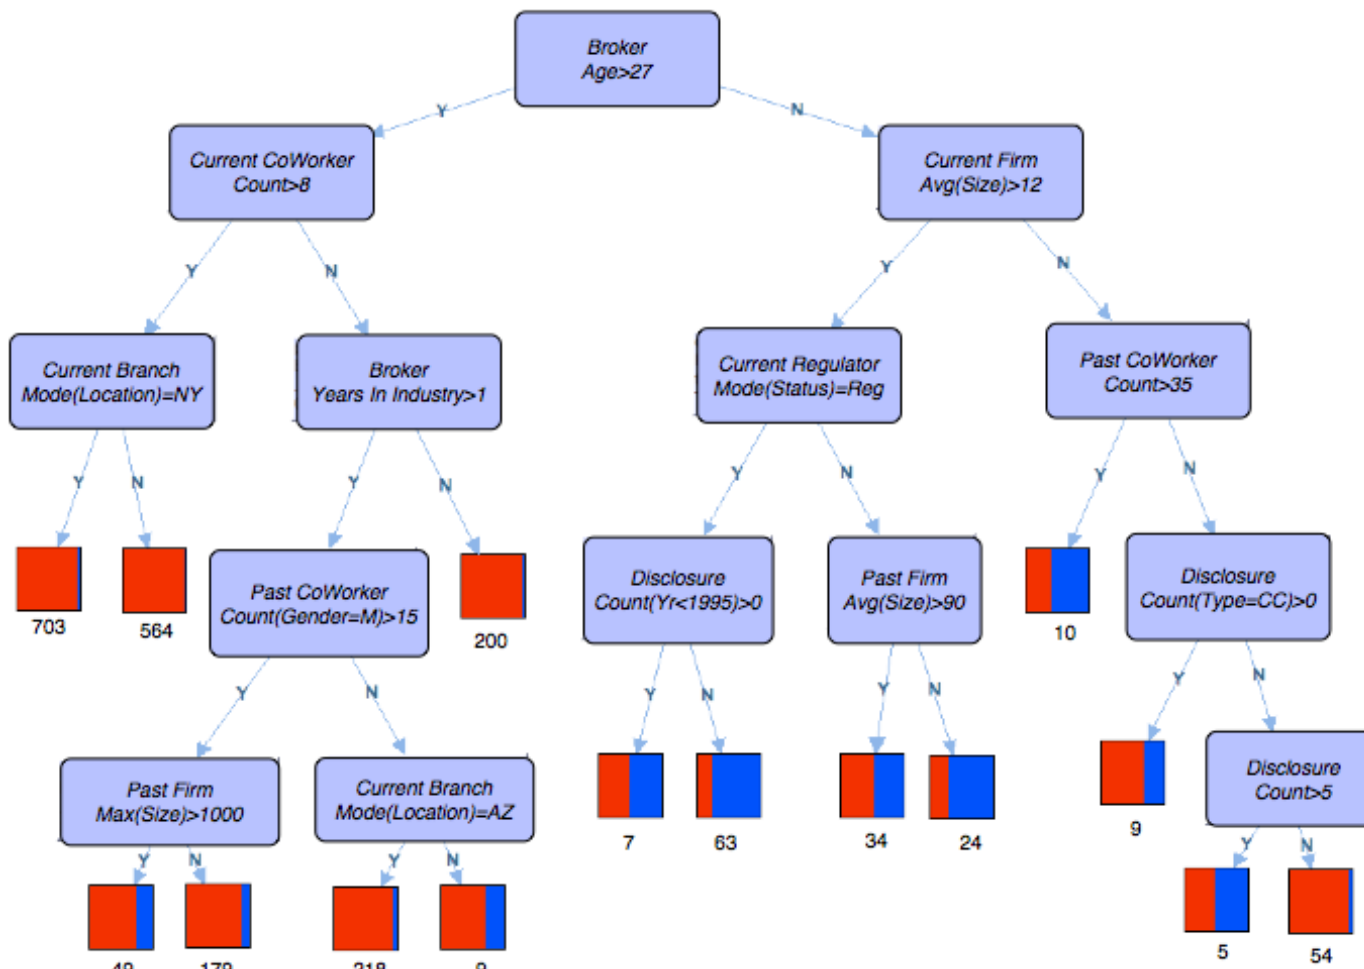 Broker
Age>27
Y
N
Current CoWorker
Count>8
Current Firm
Avg(Size)>12
Y
N
Y
N
Current Branch
Mode(Location)=NY
Broker
Years In Industry>1
Current Regulator
Mode(Status)=Reg
Past CoWorker
Count>35
Y
N
Y
N
Y
N
Y
N
703
564
Past CoWorker
Count(Gender=M)>15
200
Disclosure
Count(Yr<1995)>0
Past Firm
Avg(Size)>90
10
Disclosure
Count(Type=CC)>0
Y
N
Y
N
Y
N
Y
N
Past Firm
Max(Size)>1000
Current Branch
Mode(Location)=AZ
7
63
34
24
9
Disclosure
Count>5
Y
N
Y
N
Y
N
5
54